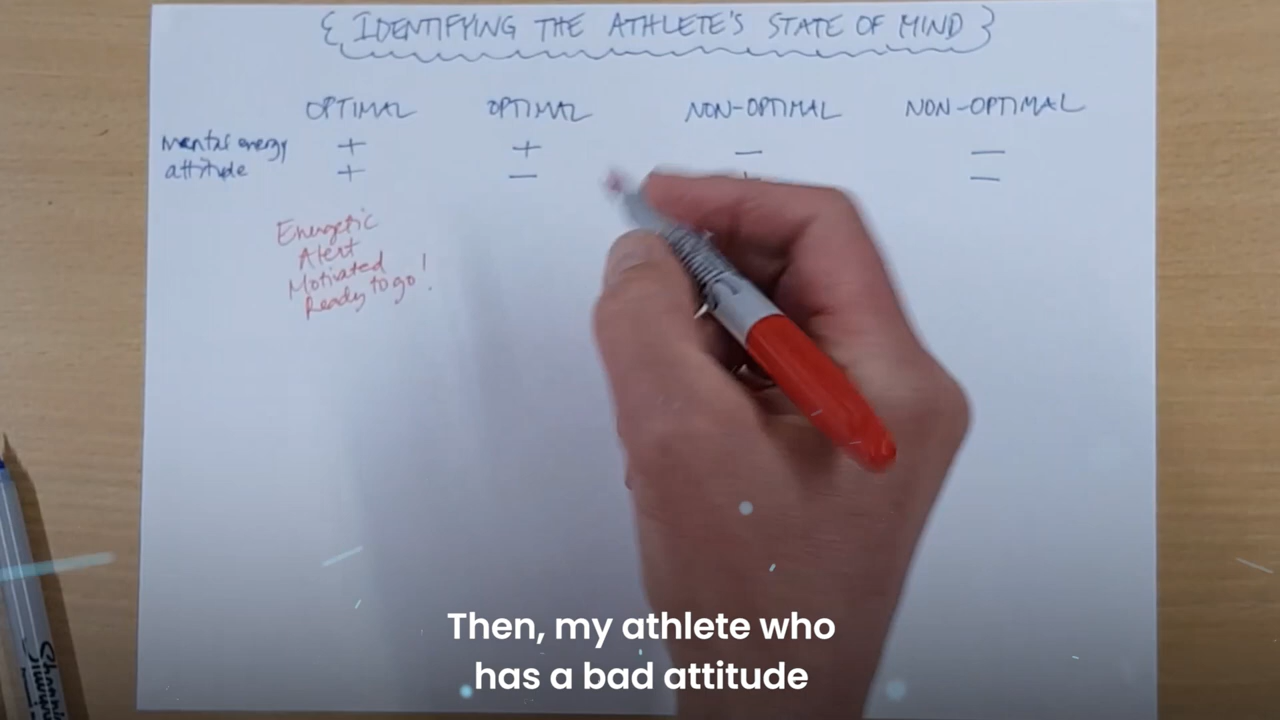 { IDENTIFYING THE ATHLETE'S STATE OF MIND }
OPTIMAL OPTIMAL NON-OPTIMAL NON-OPTIMAL
mental energy + + − −
attitude + − + −
Energetic
Alert
Motivated
Ready to go!
Sharpie
Then, my athlete who
has a bad attitude